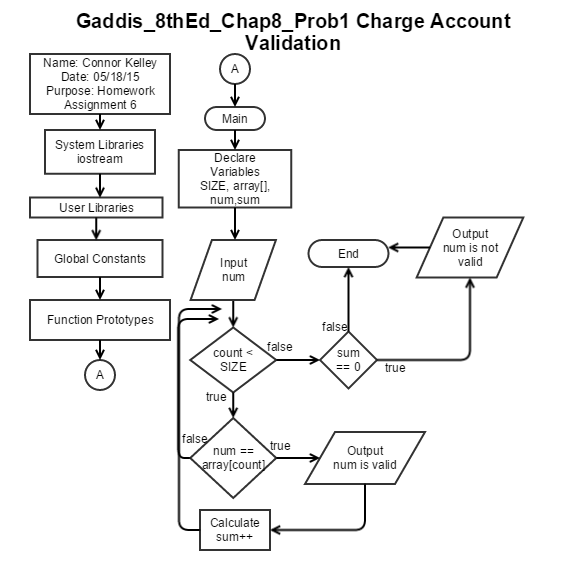 Gaddis_8thEd_Chap8_Prob1 Charge Account
Validation
Name: Connor Kelley
Date: 05/18/15
Purpose: Homework
Assignment 6
System Libraries
iostream
User Libraries
Global Constants
Function Prototypes
A
A
Main
Declare
Variables
SIZE, array[],
num,sum
Input
num
count <
SIZE
false
true
sum
== 0
false
true
End
Output
num is not
valid
num ==
array[count]
false
true
Output
num is valid
Calculate
sum++